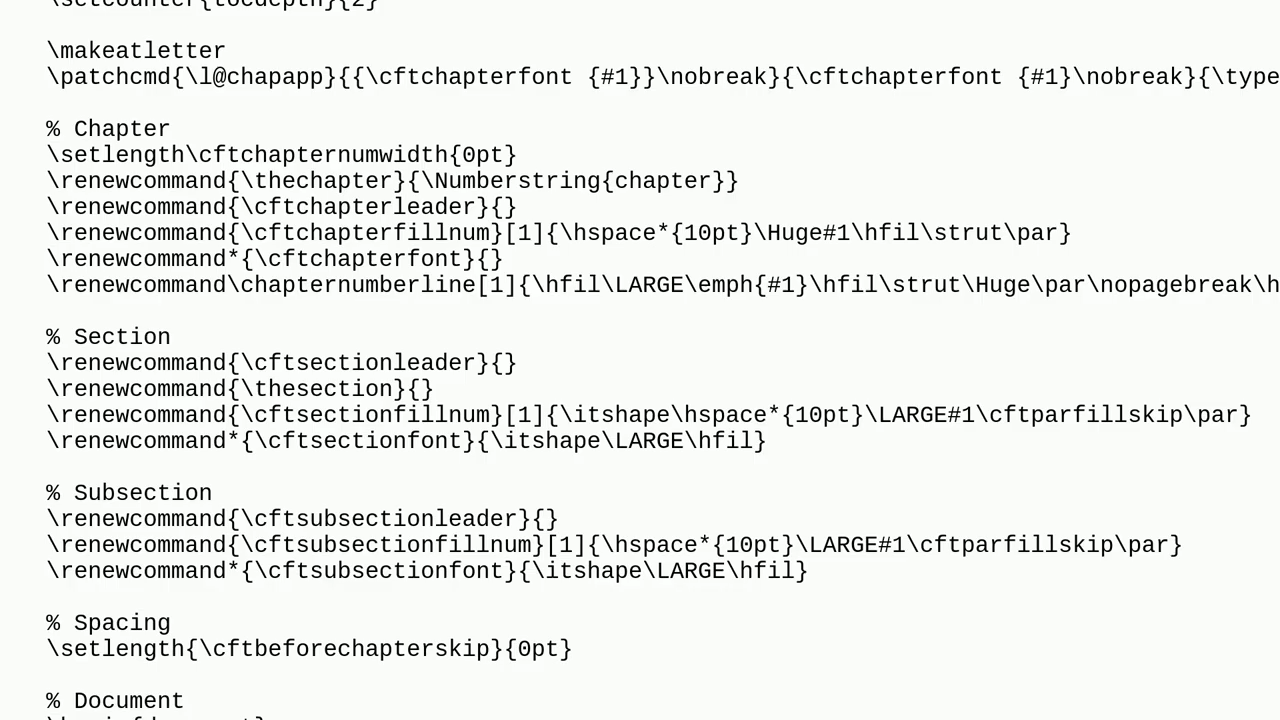 \setcounter{tocdepth}{2}
\makeatletter
\patchcmd{\l@chapapp}{{\cftchapterfont {#1}}\nobreak}{\cftchapterfont {#1}\nobreak}{\type
% Chapter
\setlength\cftchapternumwidth{0pt}
\renewcommand{\thechapter}{\Numberstring{chapter}}
\renewcommand{\cftchapterleader}{}
\renewcommand{\cftchapterfillnum}[1]{\hspace*{10pt}\Huge#1\hfil\strut\par}
\renewcommand*{\cftchapterfont}{}
\renewcommand\chapternumberline[1]{\hfil\LARGE\emph{#1}\hfil\strut\Huge\par\nopagebreak\h
% Section
\renewcommand{\cftsectionleader}{}
\renewcommand{\thesection}{}
\renewcommand{\cftsectionfillnum}[1]{\itshape\hspace*{10pt}\LARGE#1\cftparfillskip\par}
\renewcommand*{\cftsectionfont}{\itshape\LARGE\hfil}
% Subsection
\renewcommand{\cftsubsectionleader}{}
\renewcommand{\cftsubsectionfillnum}[1]{\hspace*{10pt}\LARGE#1\cftparfillskip\par}
\renewcommand*{\cftsubsectionfont}{\itshape\LARGE\hfil}
% Spacing
\setlength{\cftbeforechapterskip}{0pt}
% Document